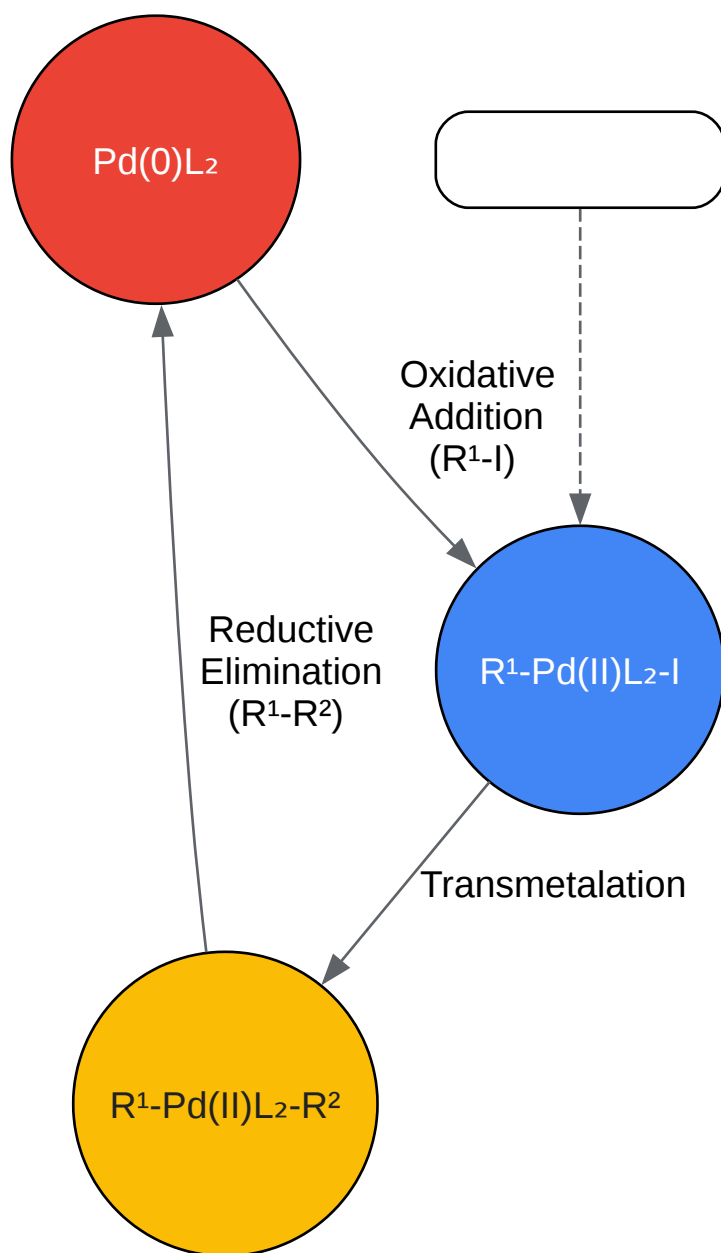 Pd(0)L₂
Oxidative
Addition
(R¹-I)
Reductive
Elimination
(R¹-R²)
R¹-Pd(II)L₂-I
Transmetalation
R¹-Pd(II)L₂-R²